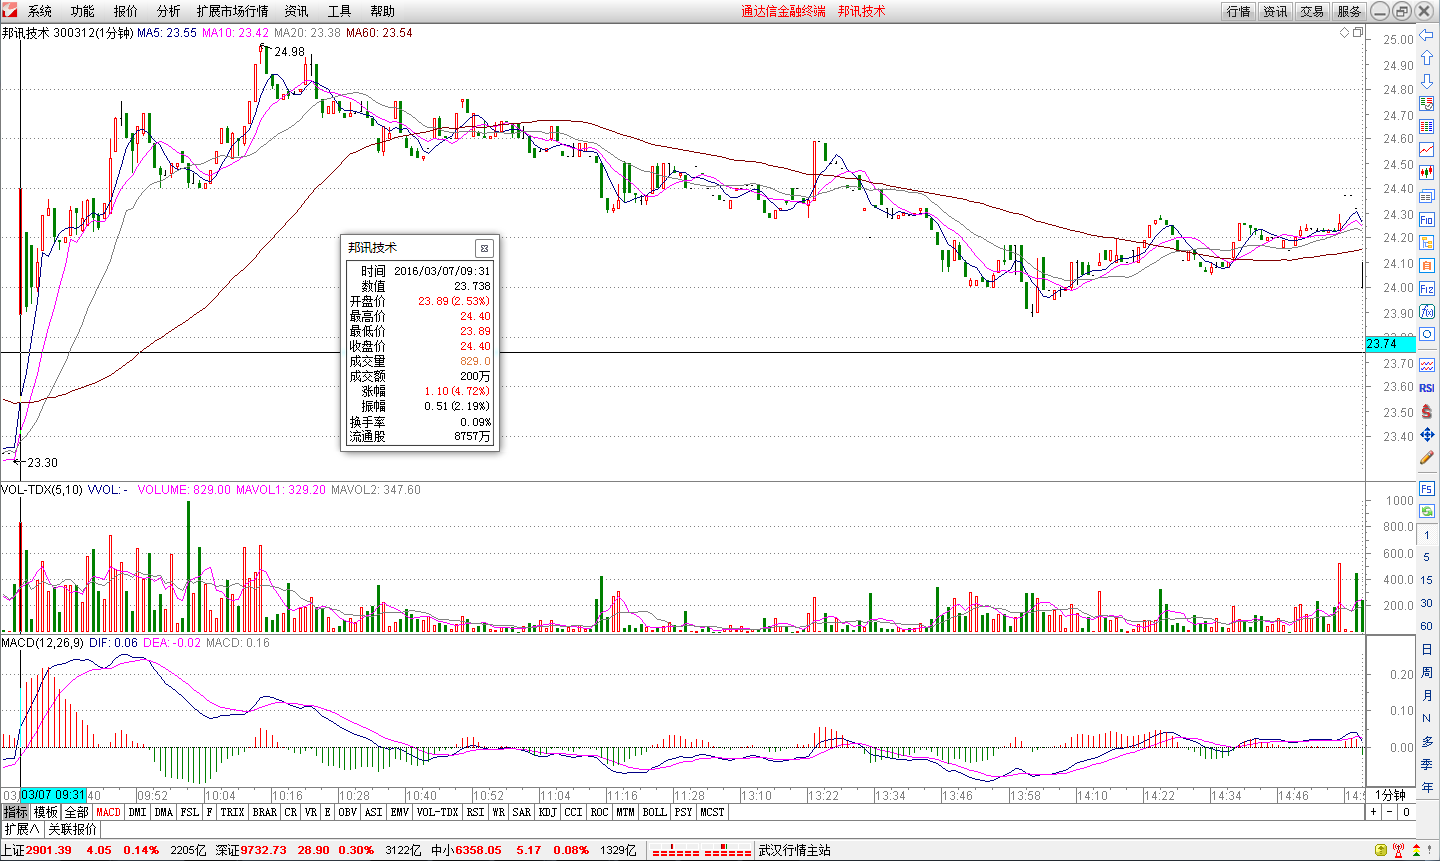 系统 功能 报价 分析 扩展市场行情 资讯 工具 帮助 通达信金融终端 邦讯技术 行情 资讯 交易 服务
邦讯技术 300312(1分钟) MA5: 23.55 MA10: 23.42 MA20: 23.38 MA60: 23.54
24.98
25.00
24.90
24.80
24.70
24.60
24.50
24.40
24.30
24.20
24.10
24.00
23.90
23.74
23.70
23.60
23.50
23.40
23.30
邦讯技术
时间 2016/03/07/09:31
数值 23.738
开盘价 23.89(2.53%)
最高价 24.40
最低价 23.89
收盘价 24.40
成交量 829.0
成交额 200万
涨幅 1.10(4.72%)
振幅 0.51(2.19%)
换手率 0.09%
流通股 8757万
VOL-TDX(5,10) VVOL: - VOLUME: 829.00 MAVOL1: 329.20 MAVOL2: 347.60
1000
800.0
600.0
400.0
200.0
MACD(12,26,9) DIF: 0.06 DEA: -0.02 MACD: 0.16
0.20
0.10
0.00
F10
F12
RSI
F5
1
5
15
30
60
日
周
月
N
多
季
年
03/07 09:31 :40 09:52 10:04 10:16 10:28 10:40 10:52 11:04 11:16 11:28 13:10 13:22 13:34 13:46 13:58 14:10 14:22 14:34 14:46 1分钟
指标 模板 全部 MACD DMI DMA FSL F TRIX BRAR CR VR E OBV ASI EMV VOL-TDX RSI WR SAR KDJ CCI ROC MTM BOLL PSY MCST + - 0
扩展∧ 关联报价
上证2901.39 4.05 0.14% 2205亿 深证9732.73 28.90 0.30% 3122亿 中小6358.05 5.17 0.08% 1329亿 武汉行情主站